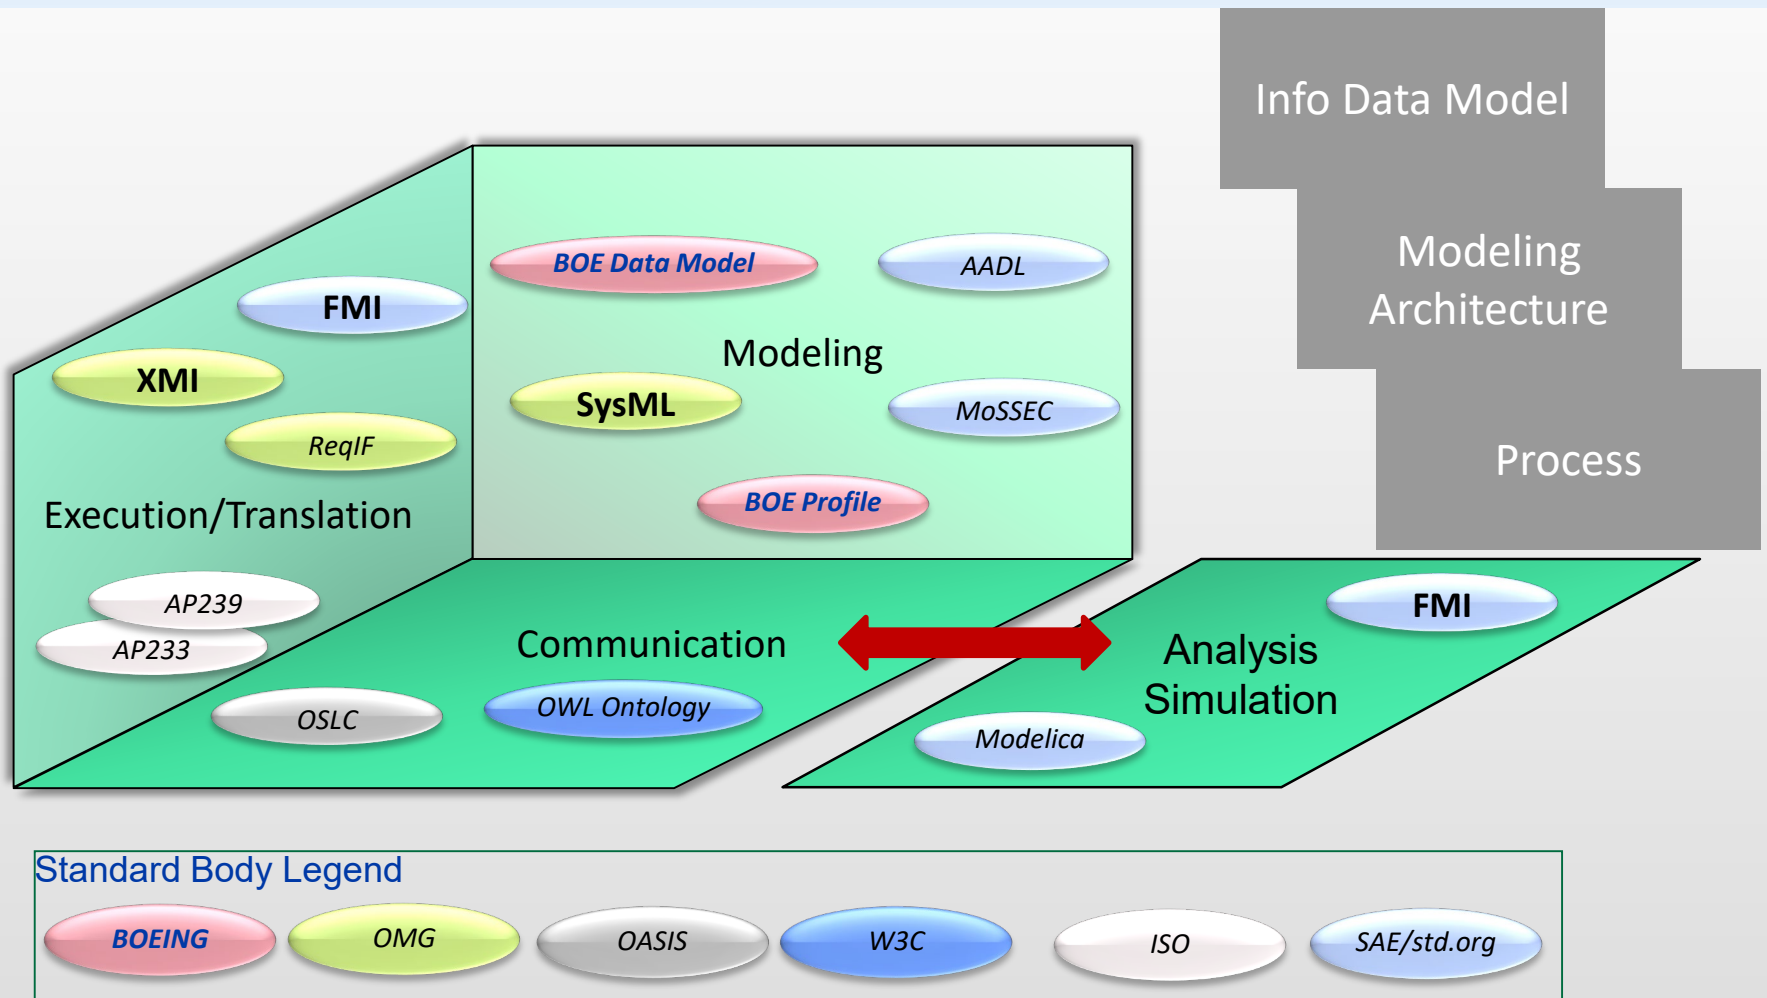 Info Data Model
Modeling
Architecture
Process
BOE Data Model
AADL
FMI
Modeling
XMI
SysML
MoSSEC
ReqIF
BOE Profile
Execution/Translation
AP239
AP233
Communication
OSLC
OWL Ontology
FMI
Analysis
Simulation
Modelica
Standard Body Legend
BOEING
OMG
OASIS
W3C
ISO
SAE/std.org